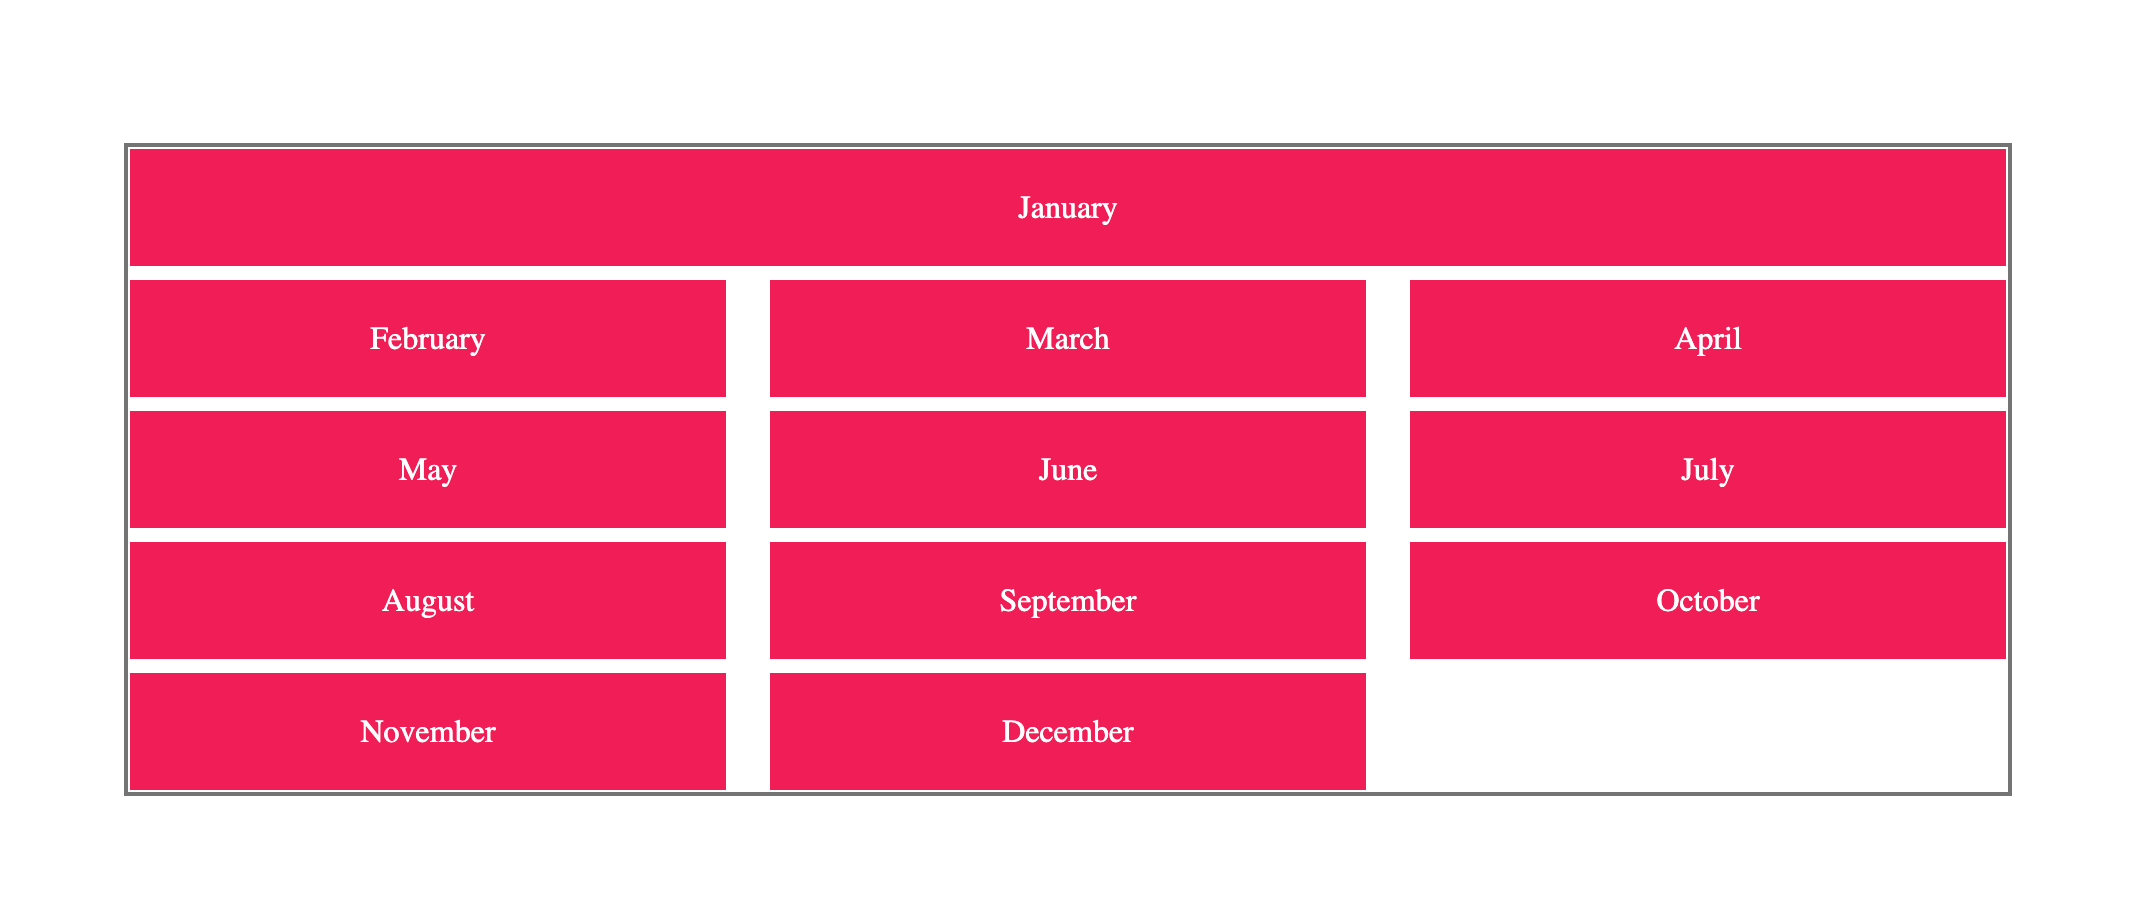 January
February March April
May June July
August September October
November December